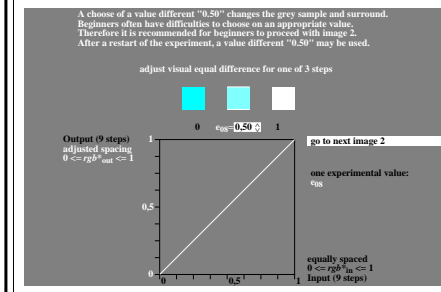 A choose of a value different "0.50" changes the grey sample and surround.
Beginners often have difficulties to choose on an appropriate value.
Therefore it is recommended for beginners to proceed with image 2.
After a restart of the experiment, a value different "0.50" may be used.
adjust visual equal difference for one of 3 steps
0 e0S=0,50 1
Output (9 steps)
adjusted spacing
0 <= rgb*out <= 1
1
go to next image 2
one experimental value:
e0S
0,5
equally spaced
0 <= rgb*in <= 1
Input (9 steps)
0
0 0,5 1